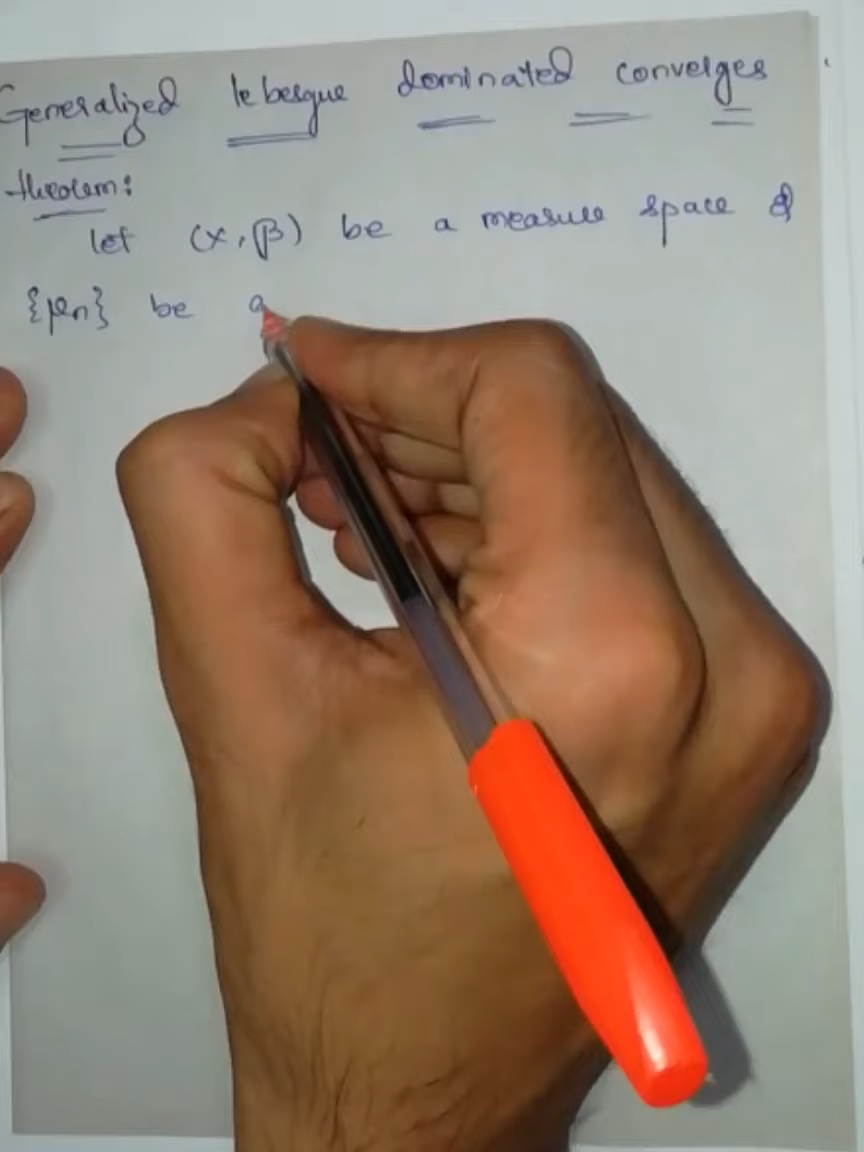 Generalized lebesgue dominated converges
theorem:
let (x, β) be a measure space &
{μn} be a